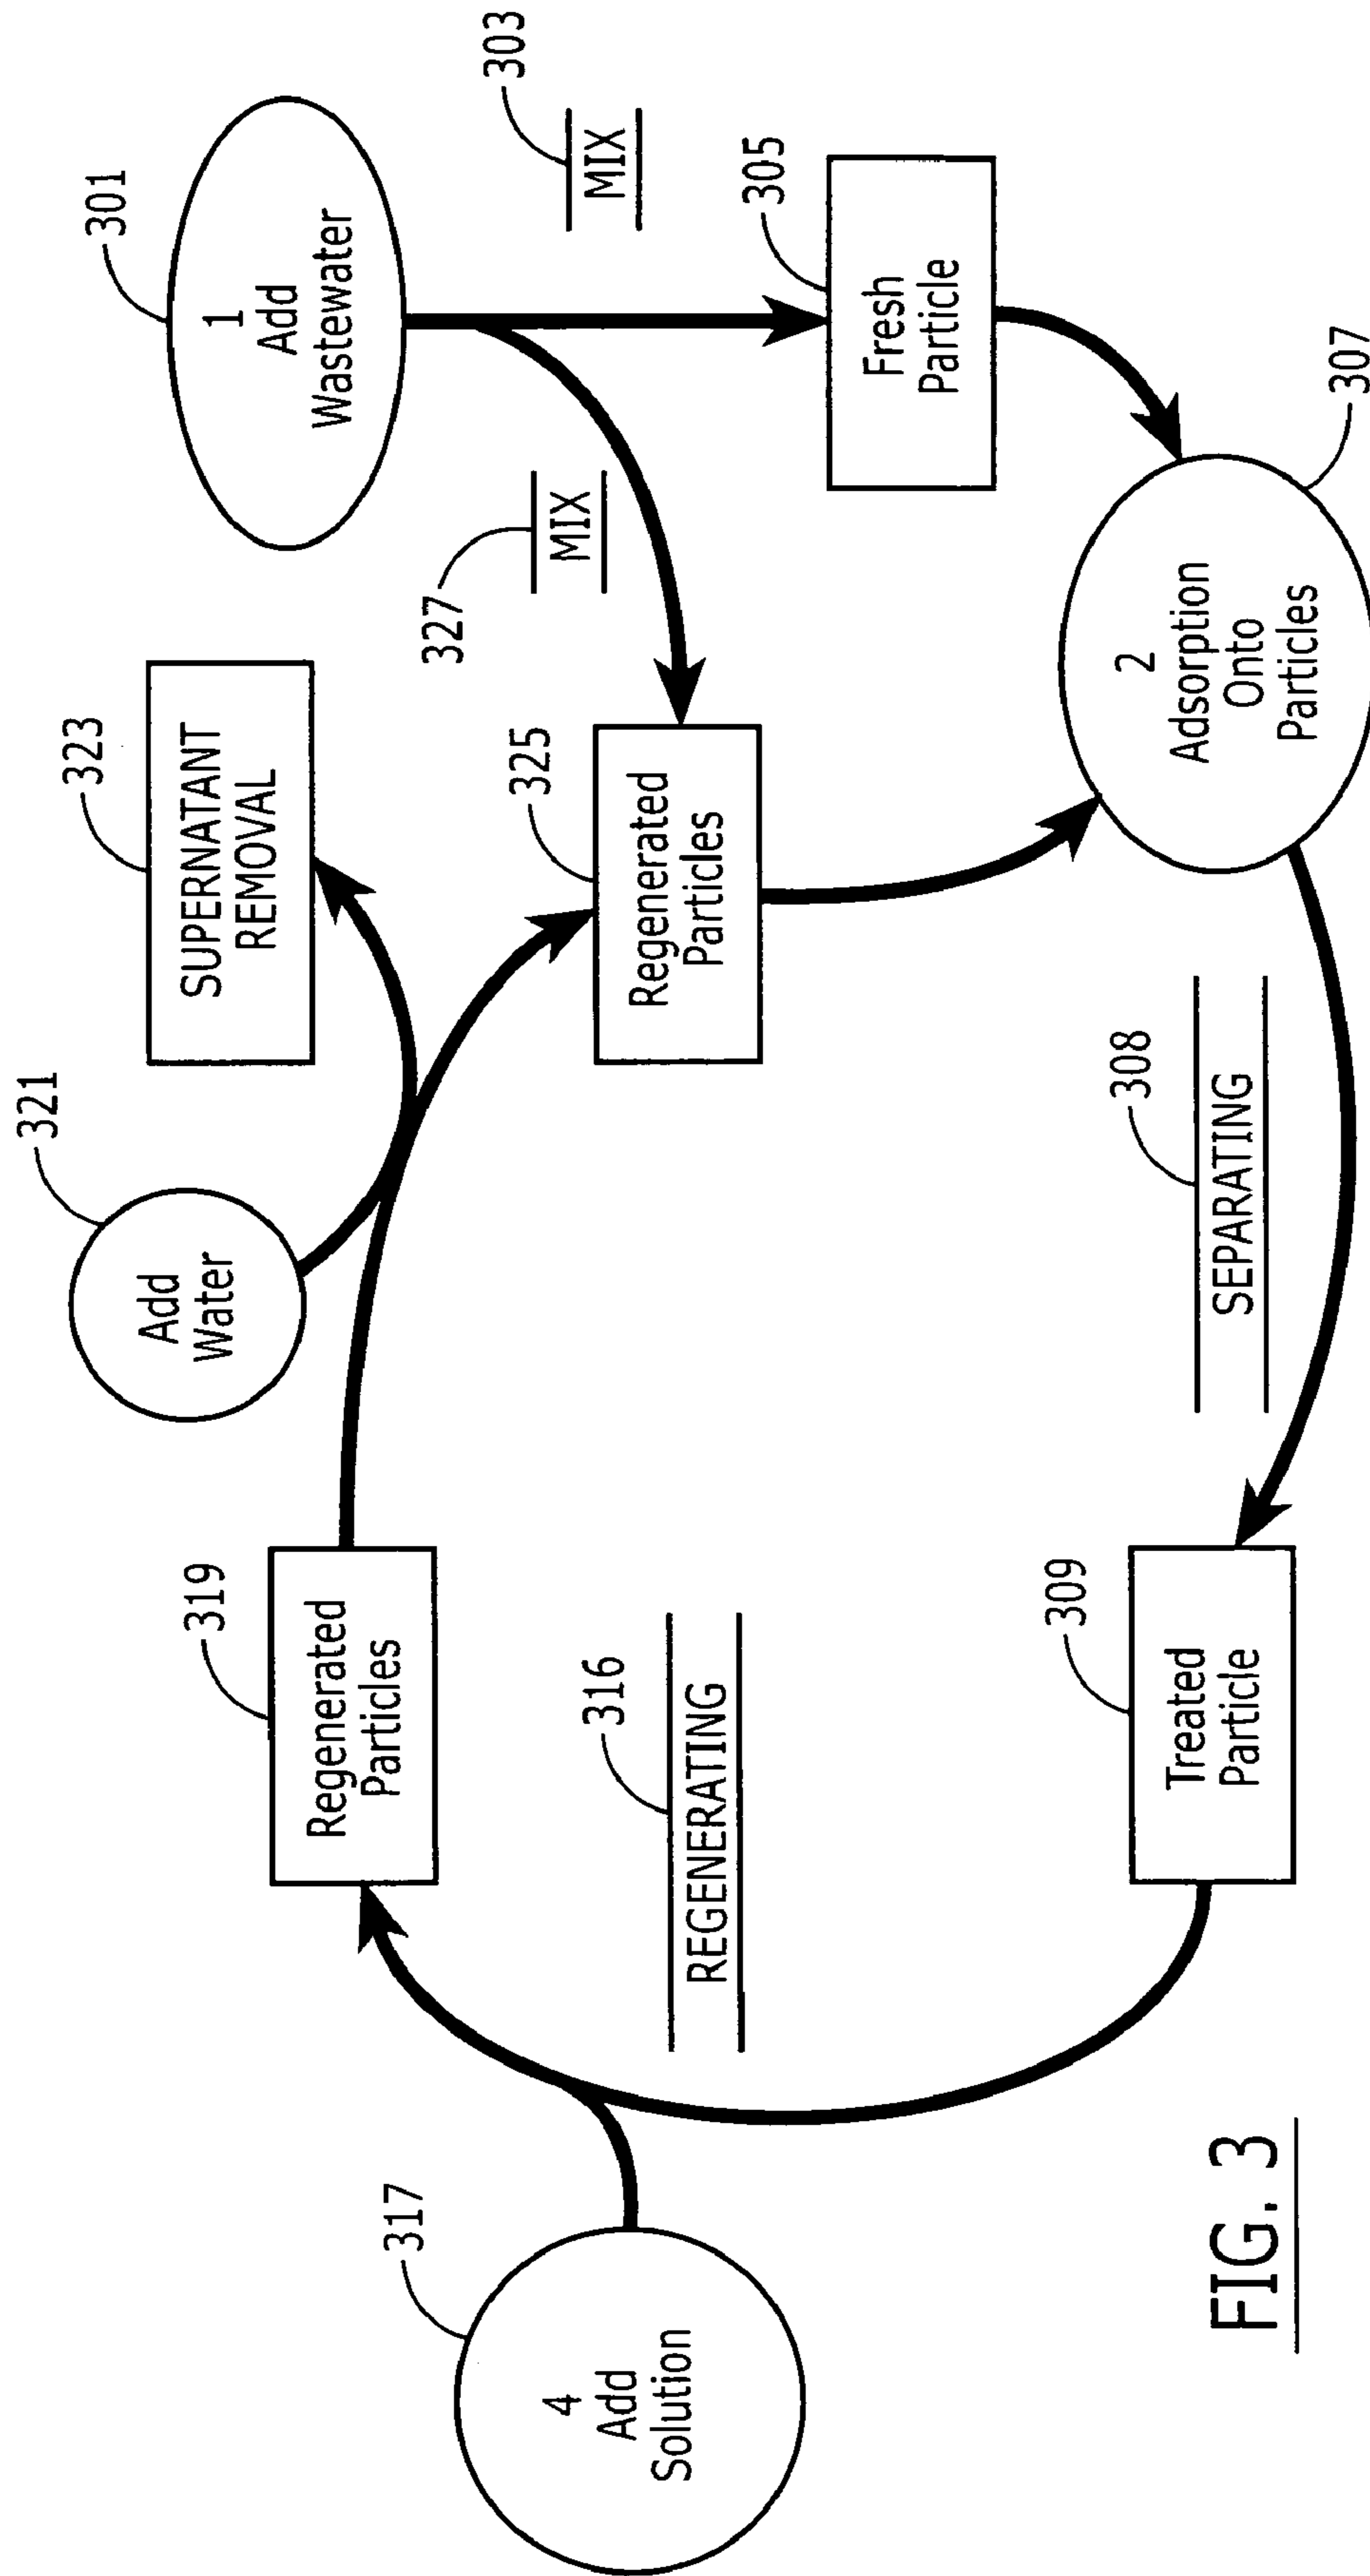 321
Add
Water
323
SUPERNATANT
REMOVAL
301
1
Add
Wastewater
319
Regenerated
Particles
327
MIX
303
MIX
317
4
Add
Solution
316
REGENERATING
325
Regenerated
Particles
305
Fresh
Particle
309
Treated
Particle
308
SEPARATING
2
Adsorption
Onto
Particles
307
FIG. 3